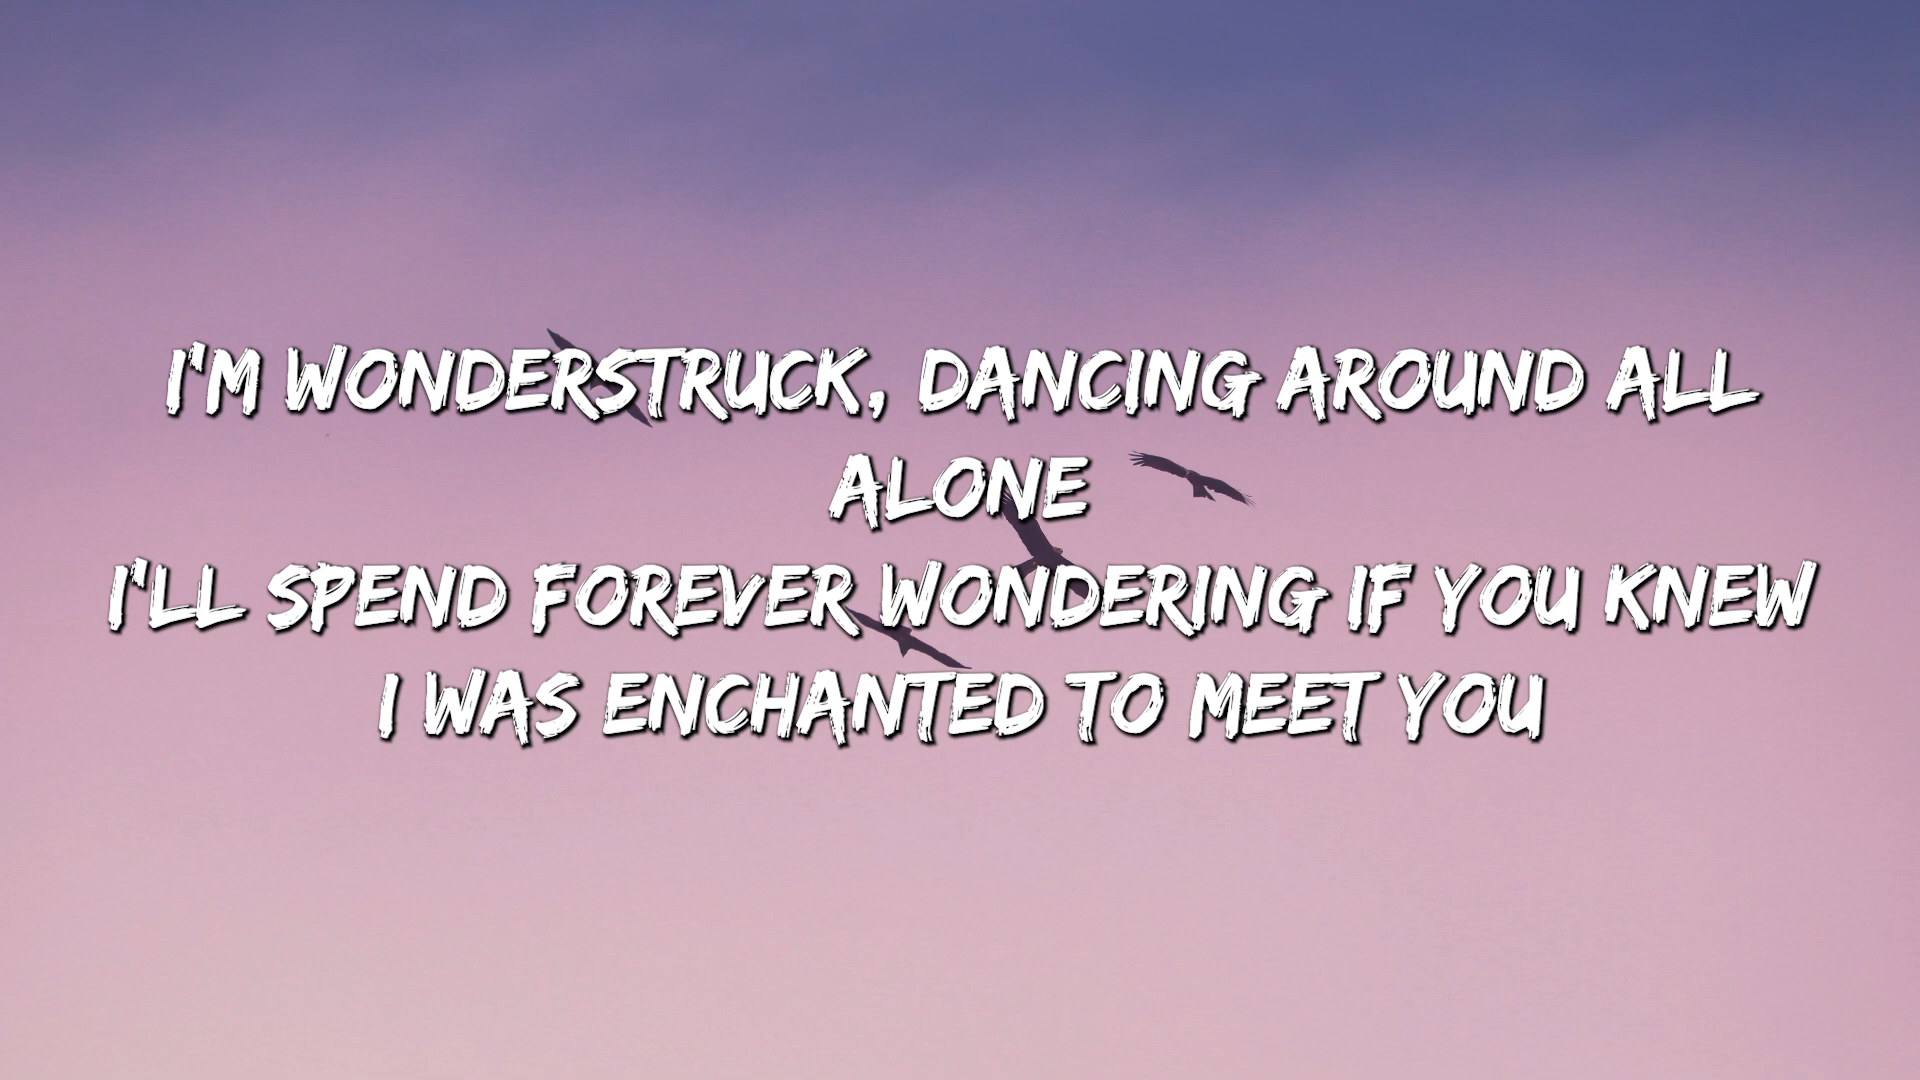 I'M WONDERSTRUCK, DANCING AROUND ALL
ALONE
I'LL SPEND FOREVER WONDERING IF YOU KNEW
I WAS ENCHANTED TO MEET YOU